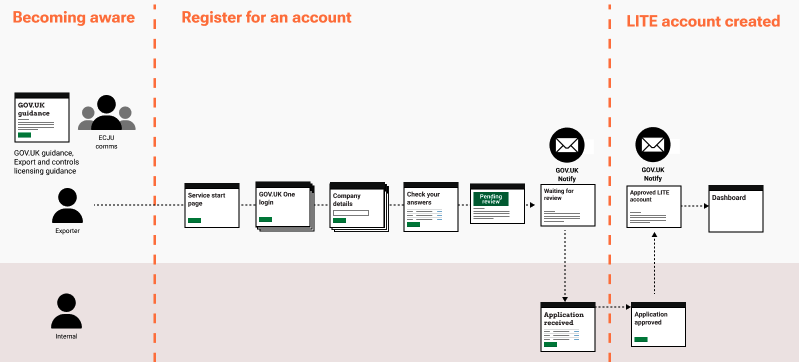 Becoming aware
Register for an account
LITE account created
GOV.UK
guidance
ECJU
comms
GOV.UK guidance,
Export and controls
licensing guidance
Exporter
Service start
page
GOV.UK One
login
Company
details
Check your
answers
Pending
review
GOV.UK
Notify
Waiting for
review
GOV.UK
Notify
Approved LITE
account
Dashboard
Internal
Application
received
Application
approved